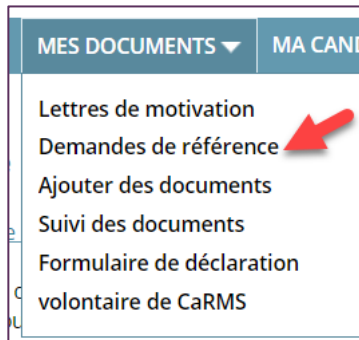 MES DOCUMENTS MA CAND
Lettres de motivation
Demandes de référence
Ajouter des documents
Suivi des documents
Formulaire de déclaration
volontaire de CaRMS